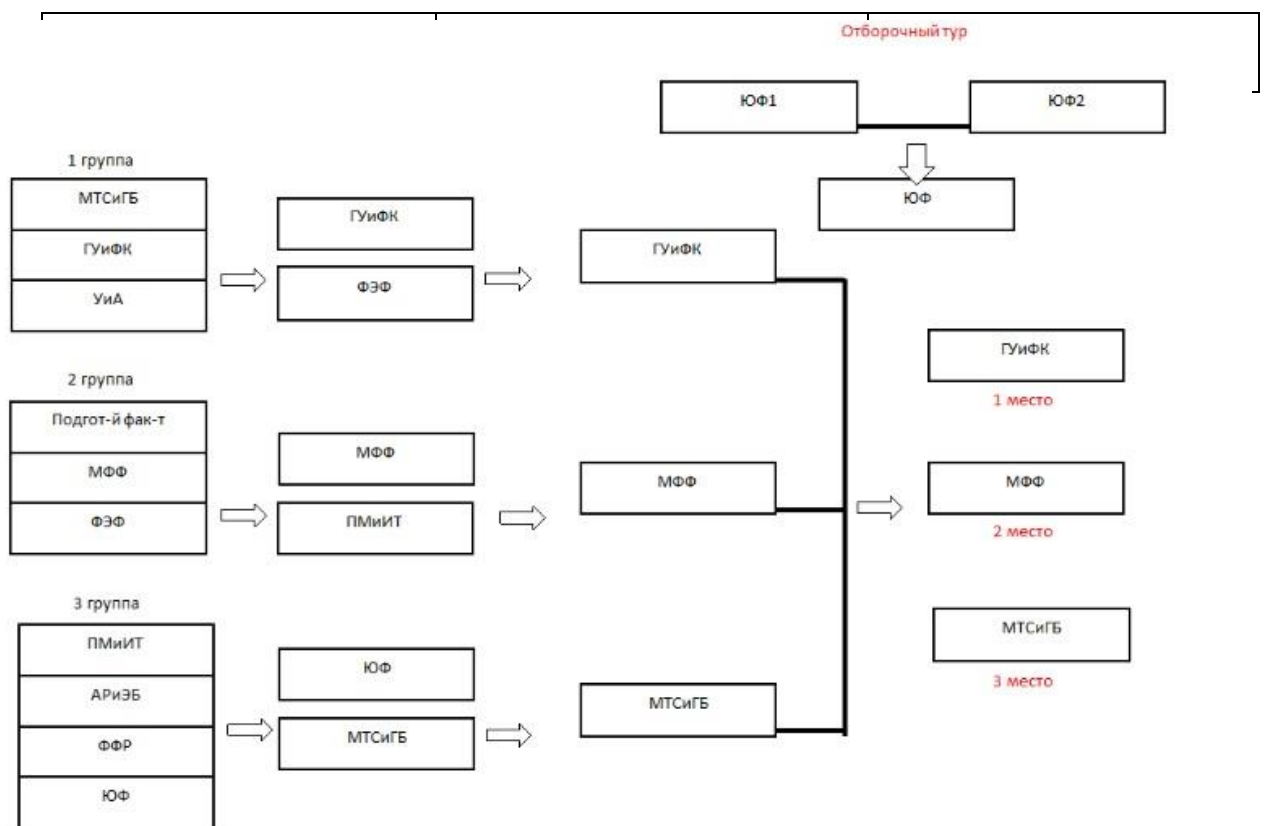 Отборочный тур
ЮФ1
ЮФ2
ЮФ
1 группа
МТСиГБ
ГУиФК
УиА
ГУиФК
ФЭФ
ГУиФК
2 группа
Подгот-й фак-т
МФФ
ФЭФ
МФФ
ПМиИТ
МФФ
3 группа
ПМиИТ
АРиЭБ
ФФР
ЮФ
ЮФ
МТСиГБ
МТСиГБ
ГУиФК
1 место
МФФ
2 место
МТСиГБ
3 место